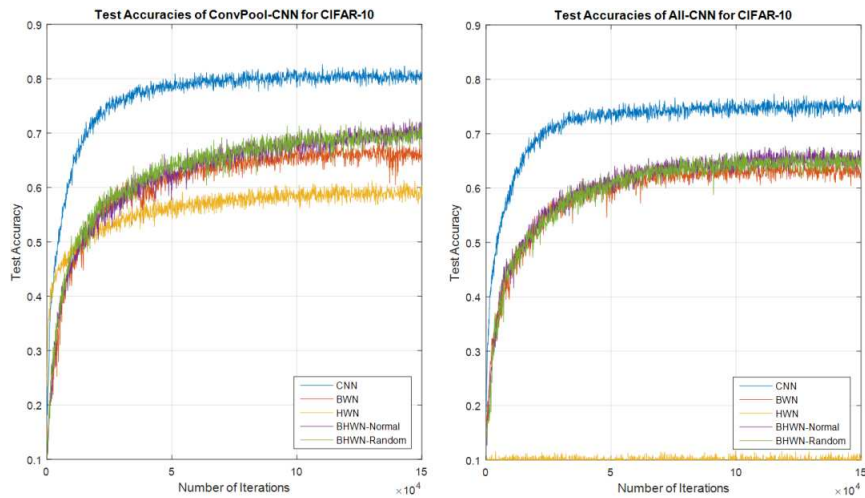 Test Accuracies of ConvPool-CNN for CIFAR-10
Test Accuracy
0.9
0.8
0.7
0.6
0.5
0.4
0.3
0.2
0.1
0
5
10
15
Number of Iterations
×10⁴
CNN
BWN
HWN
BHWN-Normal
BHWN-Random
Test Accuracies of All-CNN for CIFAR-10
Test Accuracy
0.9
0.8
0.7
0.6
0.5
0.4
0.3
0.2
0.1
0
5
10
15
Number of Iterations
×10⁴
CNN
BWN
HWN
BHWN-Normal
BHWN-Random